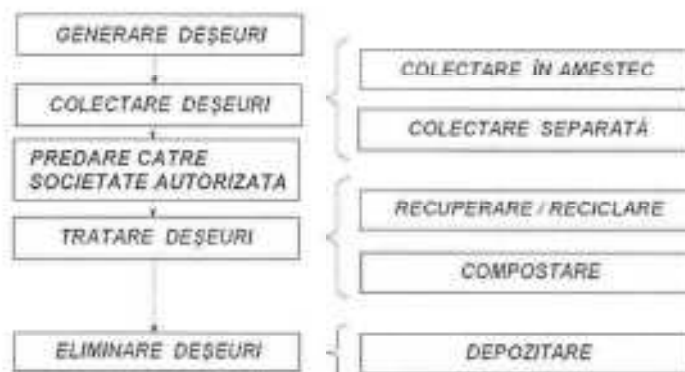 GENERARE DEŞEURI
COLECTARE DEŞEURI
PREDARE CATRE
SOCIETATE AUTORIZATA
TRATARE DEŞEURI
ELIMINARE DEŞEURI
COLECTARE ÎN AMESTEC
COLECTARE SEPARATĂ
RECUPERARE / RECICLARE
COMPOSTARE
DEPOZITARE